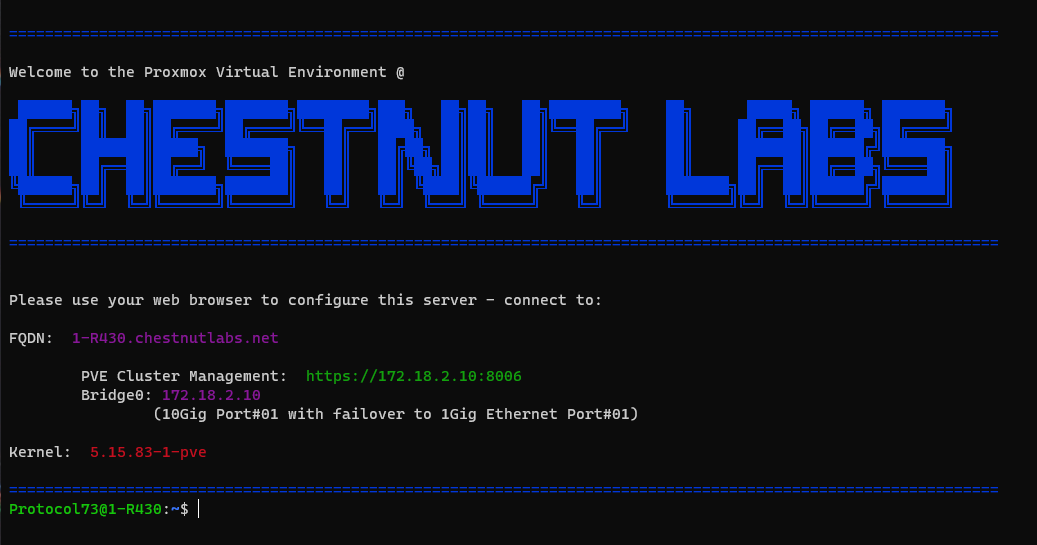 Welcome to the Proxmox Virtual Environment @
CHESTNUT LABS
Please use your web browser to configure this server - connect to:
FQDN: 1-R430.chestnutlabs.net
PVE Cluster Management: https://172.18.2.10:8006
Bridge0: 172.18.2.10
(10Gig Port#01 with failover to 1Gig Ethernet Port#01)
Kernel: 5.15.83-1-pve
Protocol73@1-R430:~$